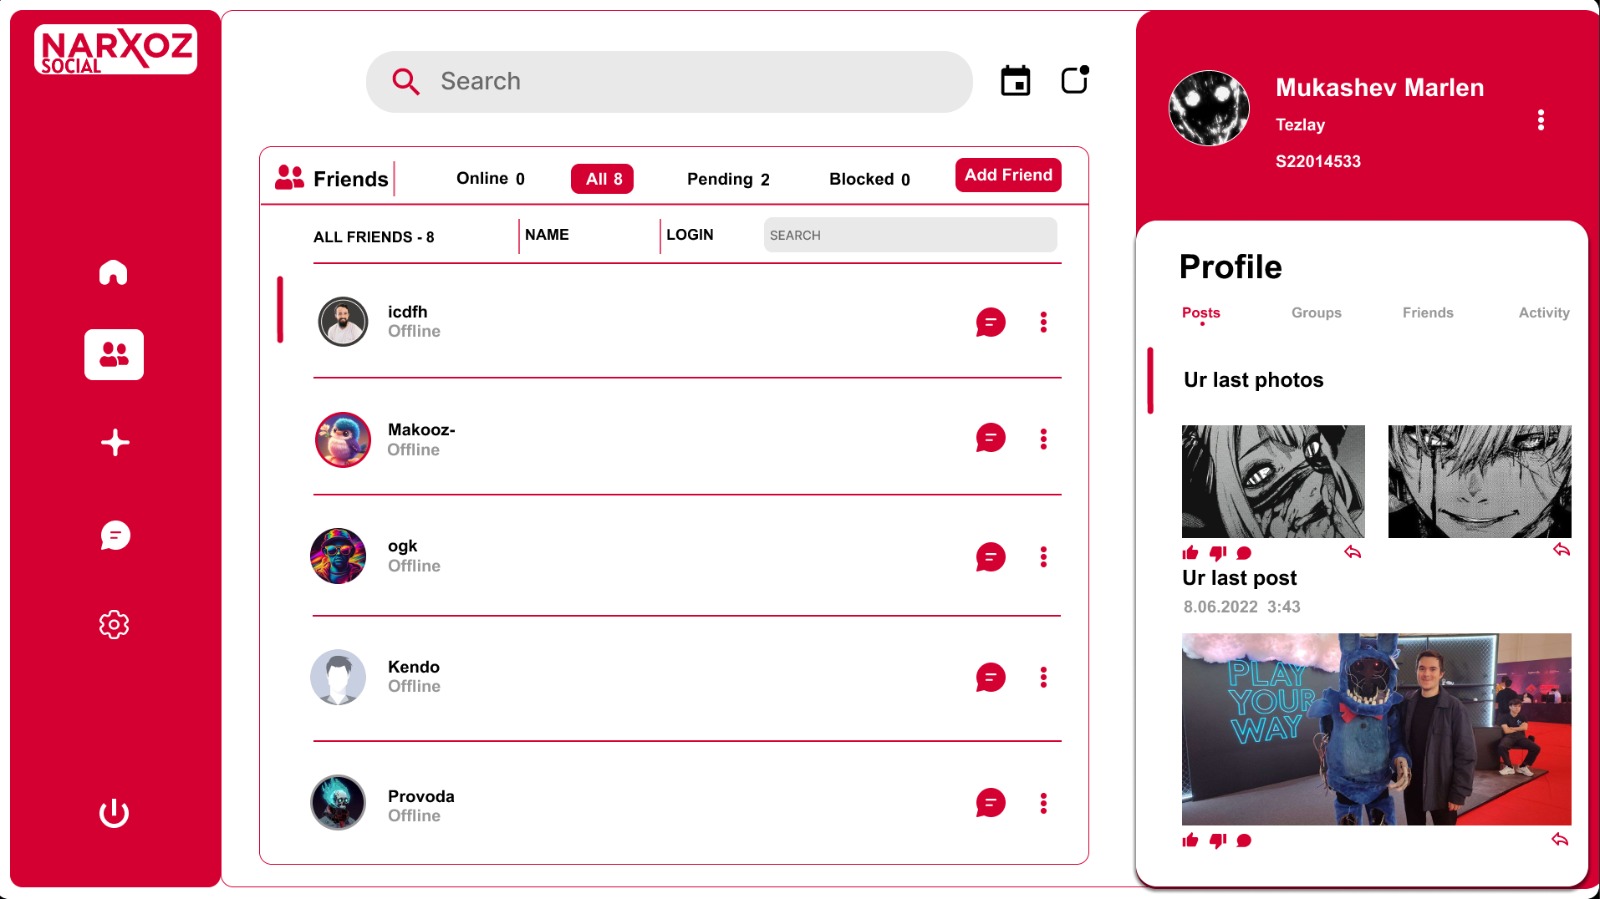 NARXOZ
SOCIAL
Search
Friends
Online 0
All 8
Pending 2
Blocked 0
Add Friend
ALL FRIENDS - 8
NAME
LOGIN
SEARCH
icdfh
Offline
Makooz-
Offline
ogk
Offline
Kendo
Offline
Provoda
Offline
Mukashev Marlen
Tezlay
S22014533
Profile
Posts
Groups
Friends
Activity
Ur last photos
Ur last post
8.06.2022 3:43
PLAY
YOUR
WAY